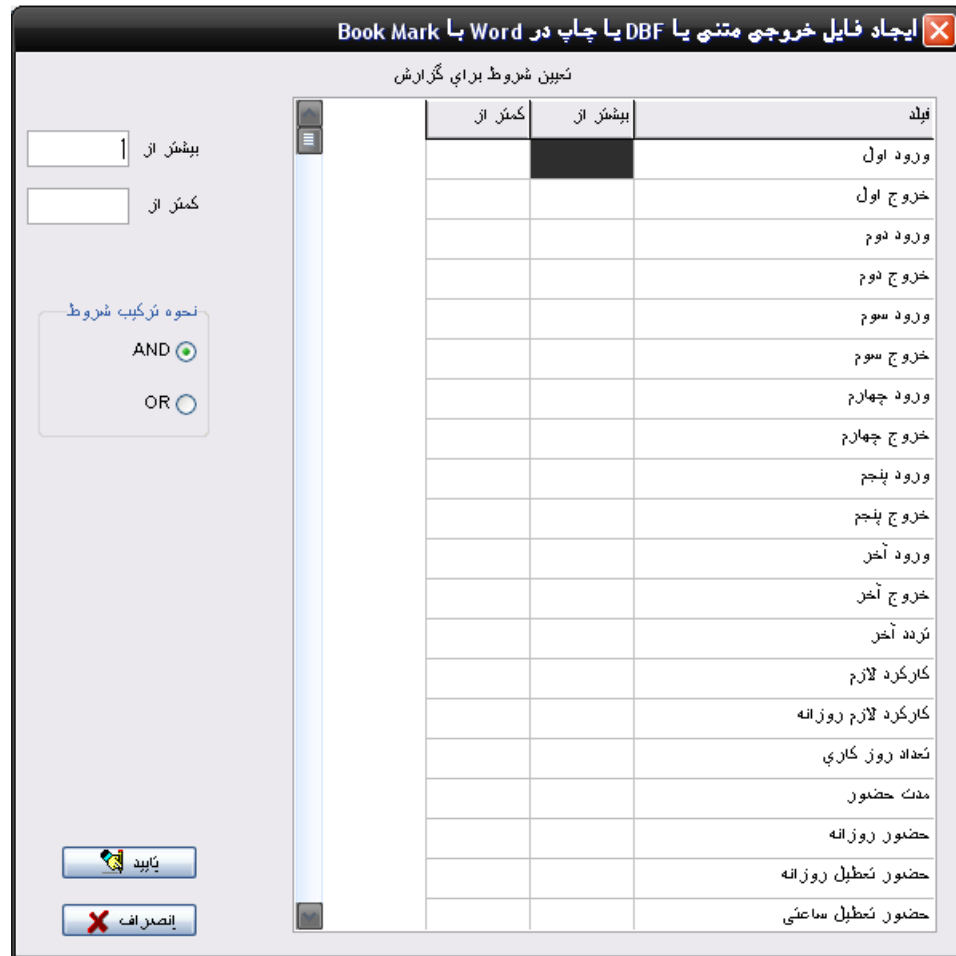 ایجاد فایل خروجی متنی یا DBF یا چاپ در Word با Book Mark
تعیین شروط برای گزارش
فیلد بیشتر از کمتر از
ورود اول
خروج اول
ورود دوم
خروج دوم
ورود سوم
خروج سوم
ورود چهارم
خروج چهارم
ورود پنجم
خروج پنجم
ورود آخر
خروج آخر
تردد آخر
کارکرد لازم
کارکرد لازم روزانه
تعداد روز کاری
مدت حضور
حضور روزانه
حضور تعطیل روزانه
حضور تعطیل ساعتی
بیشتر از 1
کمتر از
نحوه ترکیب شروط
AND
OR
تایید
انصراف